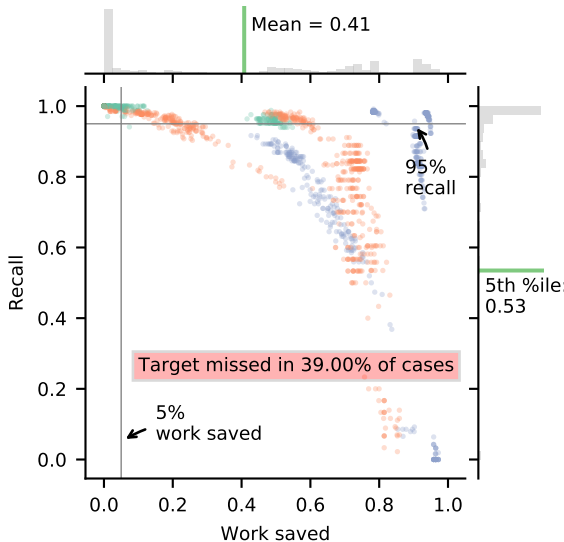 Mean = 0.41
1.0
0.8
0.6
0.4
0.2
0.0
Recall
95%
recall
5th %ile:
0.53
Target missed in 39.00% of cases
5%
work saved
0.0 0.2 0.4 0.6 0.8 1.0
Work saved